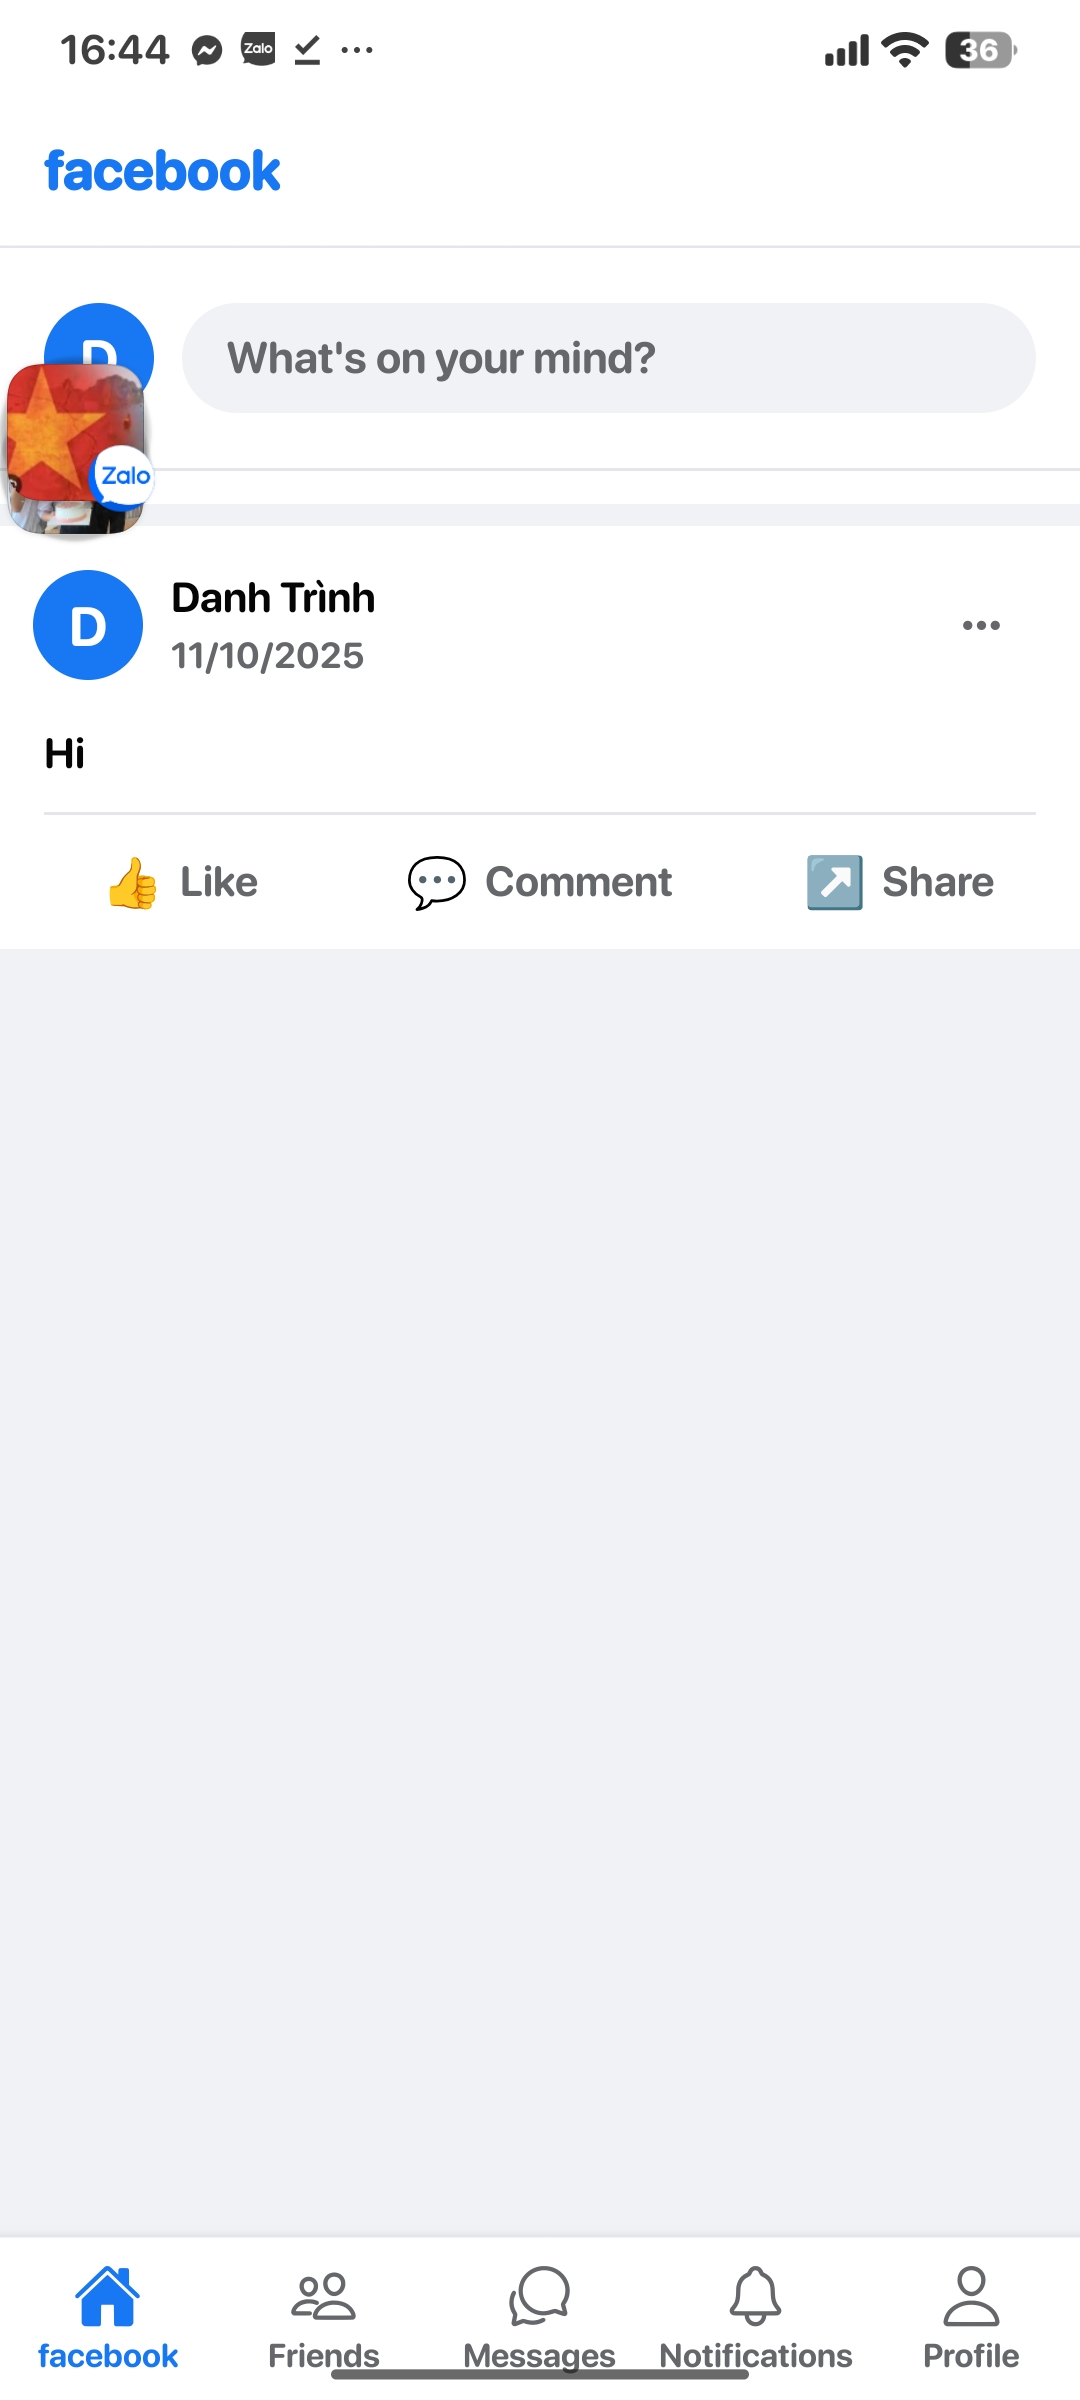 16:44 Zalo 36
facebook
D What's on your mind?
Zalo
D Danh Trình
11/10/2025
Hi
Like Comment Share
facebook Friends Messages Notifications Profile